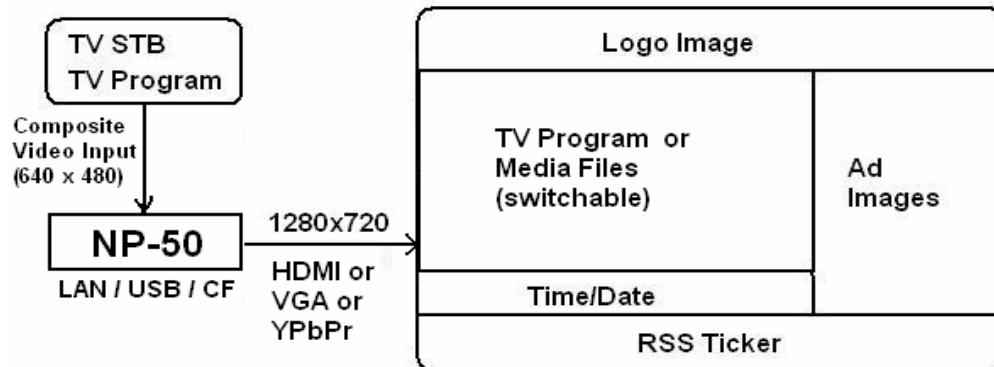 TV STB
TV Program
Composite
Video Input
(640 x 480)
NP-50
LAN / USB / CF
1280x720
HDMI or
VGA or
YPbPr
Logo Image
TV Program or
Media Files
(switchable)
Ad
Images
Time/Date
RSS Ticker